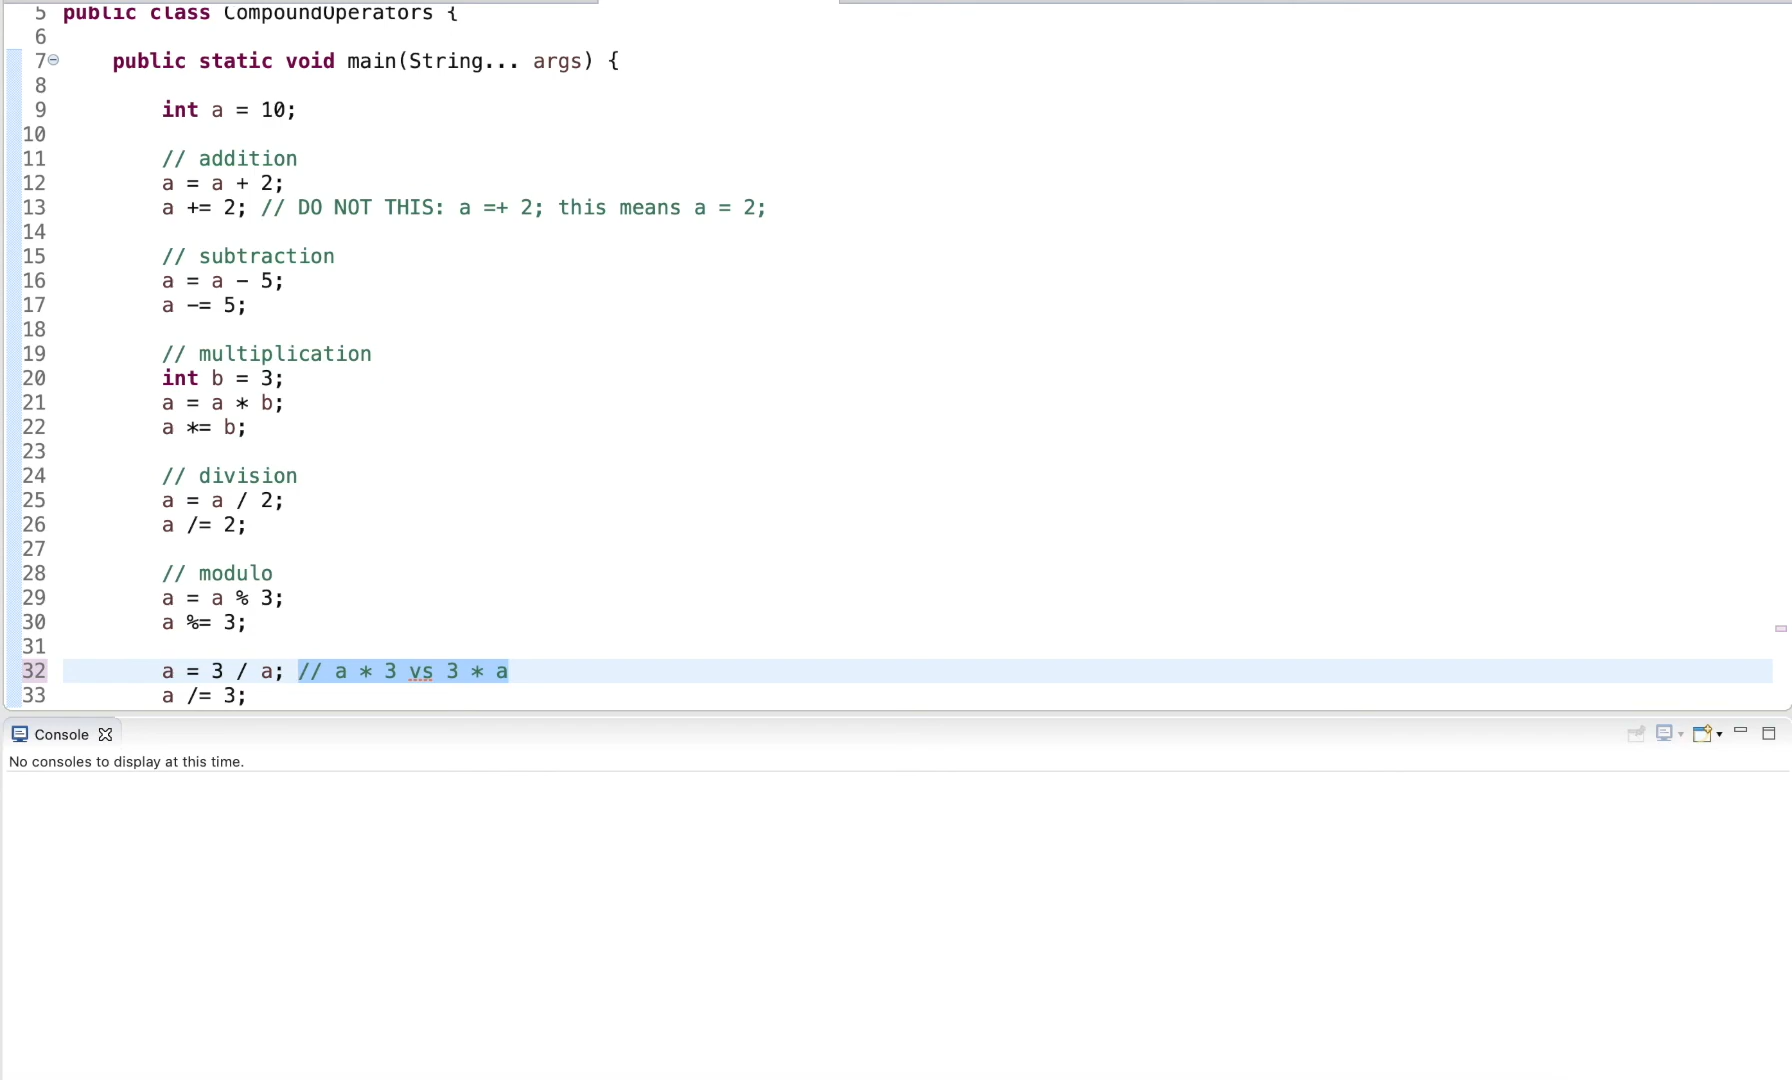 5 public class CompoundOperators {
6
7 public static void main(String... args) {
8
9 int a = 10;
10
11 // addition
12 a = a + 2;
13 a += 2; // DO NOT THIS: a =+ 2; this means a = 2;
14
15 // subtraction
16 a = a - 5;
17 a -= 5;
18
19 // multiplication
20 int b = 3;
21 a = a * b;
22 a *= b;
23
24 // division
25 a = a / 2;
26 a /= 2;
27
28 // modulo
29 a = a % 3;
30 a %= 3;
31
32 a = 3 / a; // a * 3 vs 3 * a
33 a /= 3;
Console
No consoles to display at this time.